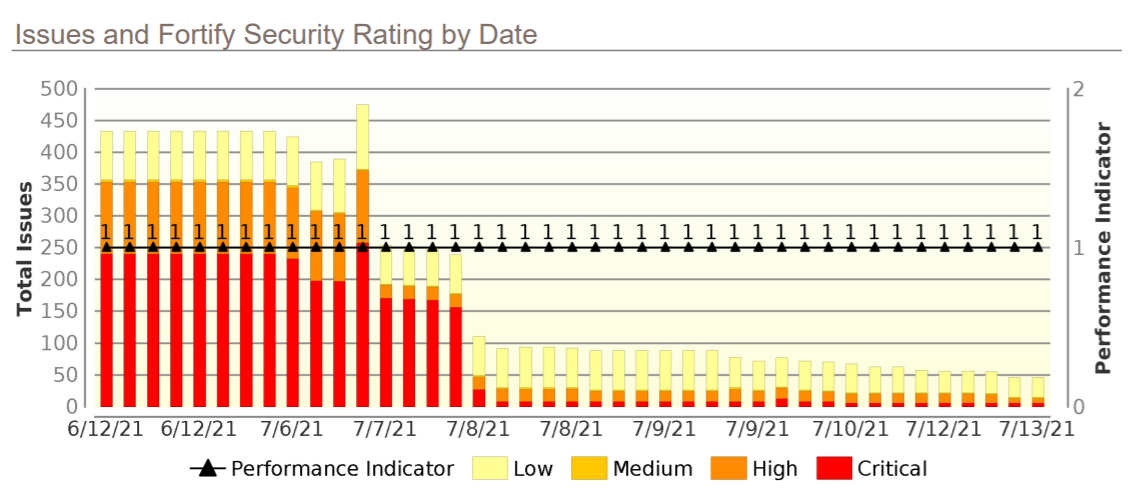 Issues and Fortify Security Rating by Date
500
450
400
350
300
250
200
150
100
50
0
Total Issues
1 1 1 1 1 1 1 1 1 1 1 1 1 1 1 1 1 1 1 1 1 1 1 1 1 1 1 1 1 1 1 1 1 1 1 1 1 1 1 1 1
2
1
0
Performance Indicator
6/12/21 6/12/21 7/6/21 7/7/21 7/8/21 7/8/21 7/9/21 7/9/21 7/10/21 7/12/21 7/13/21
Performance Indicator Low Medium High Critical